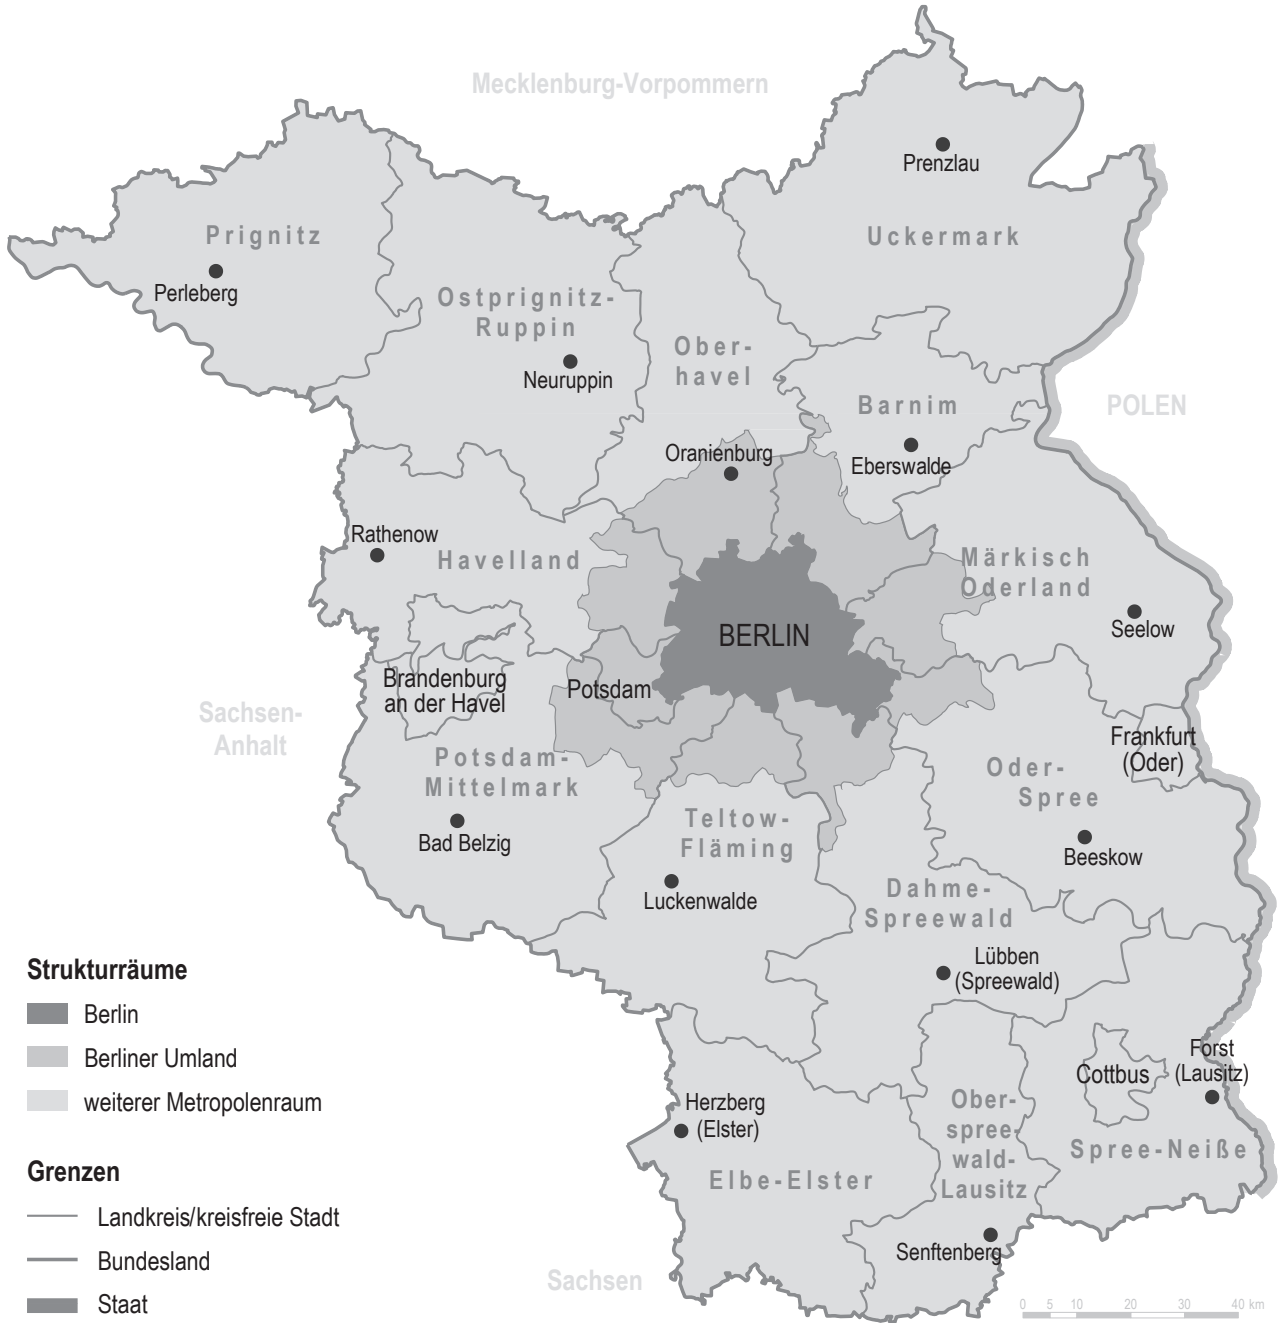 Mecklenburg-Vorpommern
Prenzlau
Uckermark
Prignitz
Perleberg
Ostprignitz-
Ruppin
Neuruppin
Ober-
havel
Barnim
POLEN
Oranienburg
Eberswalde
Rathenow
Havelland
Märkisch
Oderland
Seelow
BERLIN
Brandenburg
an der Havel
Potsdam
Sachsen-
Anhalt
Frankfurt
(Oder)
Potsdam-
Mittelmark
Oder-
Spree
Bad Belzig
Teltow-
Fläming
Beeskow
Luckenwalde
Dahme-
Spreewald
Lübben
(Spreewald)
Strukturräume
Berlin
Berliner Umland
weiterer Metropolenraum
Forst
(Lausitz)
Cottbus
Herzberg
(Elster)
Ober-
spree-
wald-
Lausitz
Spree-Neiße
Elbe-Elster
Grenzen
Landkreis/kreisfreie Stadt
Bundesland
Staat
Senftenberg
Sachsen
0 5 10 20 30 40 km